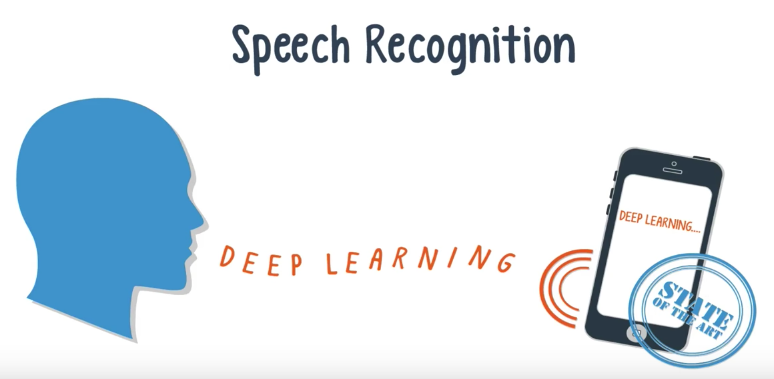 Speech Recognition
DEEP LEARNING
DEEP LEARNING....
STATE
OF THE ART